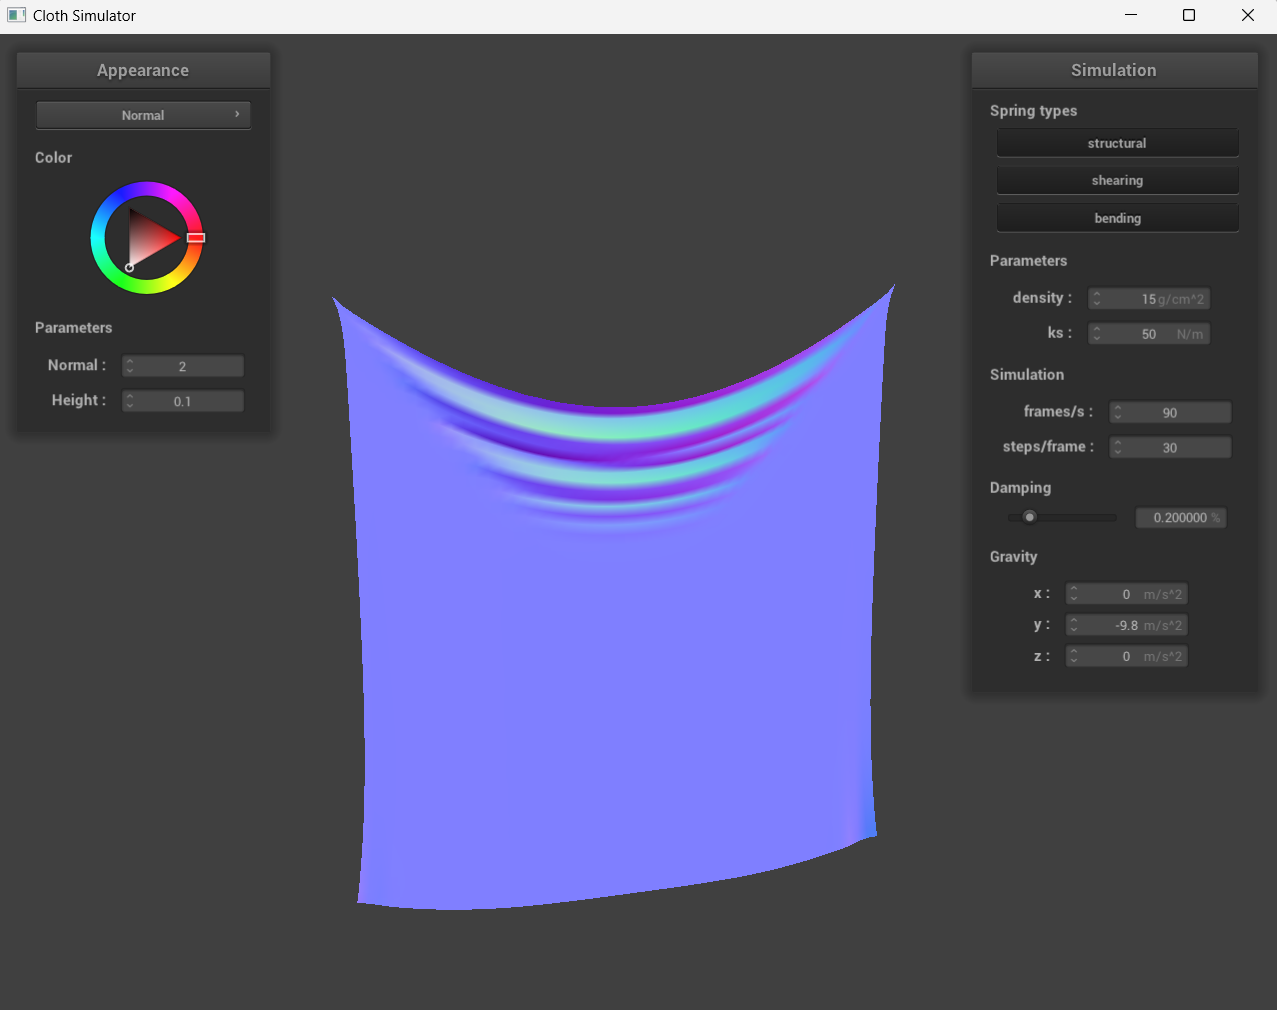 Cloth Simulator
Appearance
Normal
Color
Parameters
Normal : 2
Height : 0.1
Simulation
Spring types
structural
shearing
bending
Parameters
density : 15 g/cm^2
ks : 50 N/m
Simulation
frames/s : 90
steps/frame : 30
Damping
0.200000 %
Gravity
x : 0 m/s^2
y : -9.8 m/s^2
z : 0 m/s^2